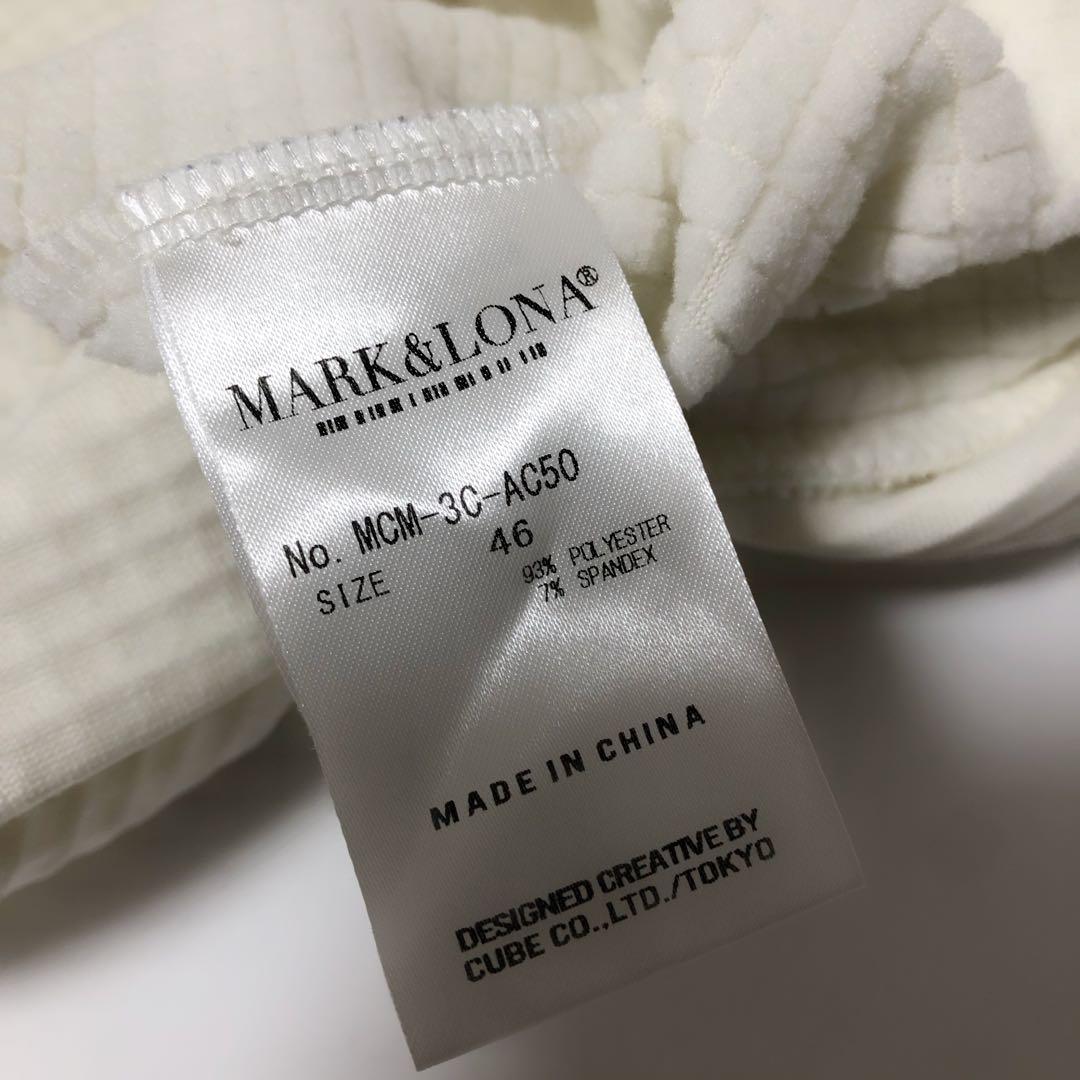 MARK&LONA®
No. MCM-3C-AC50
SIZE 46
93% POLYESTER
7% SPANDEX
MADE IN CHINA
DESIGNED CREATIVE BY
CUBE CO.,LTD./TOKYO